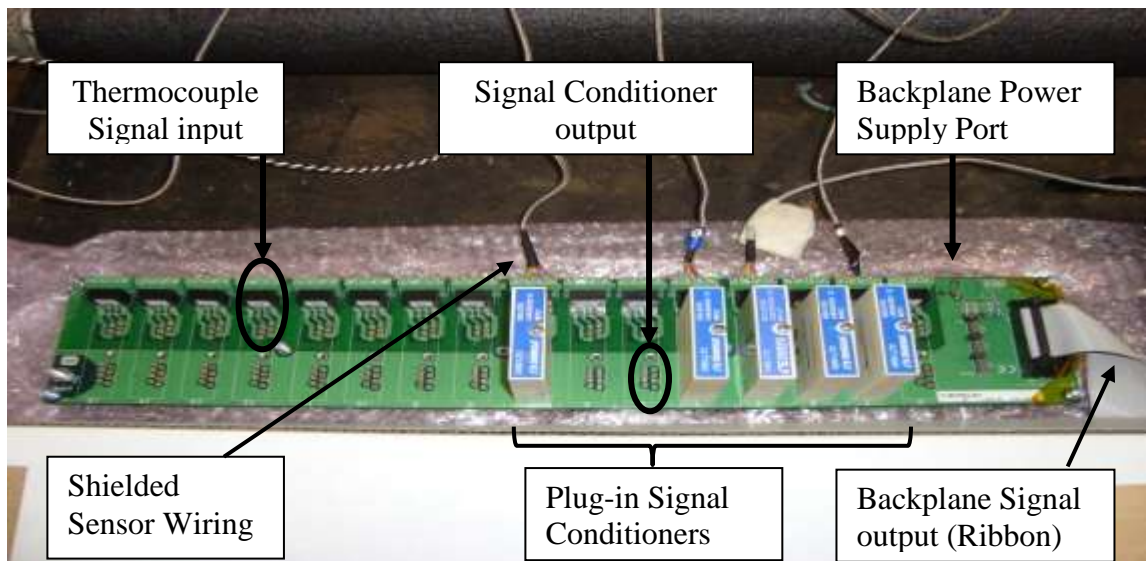 Thermocouple
Signal input
Signal Conditioner
output
Backplane Power
Supply Port
Shielded
Sensor Wiring
Plug-in Signal
Conditioners
Backplane Signal
output (Ribbon)